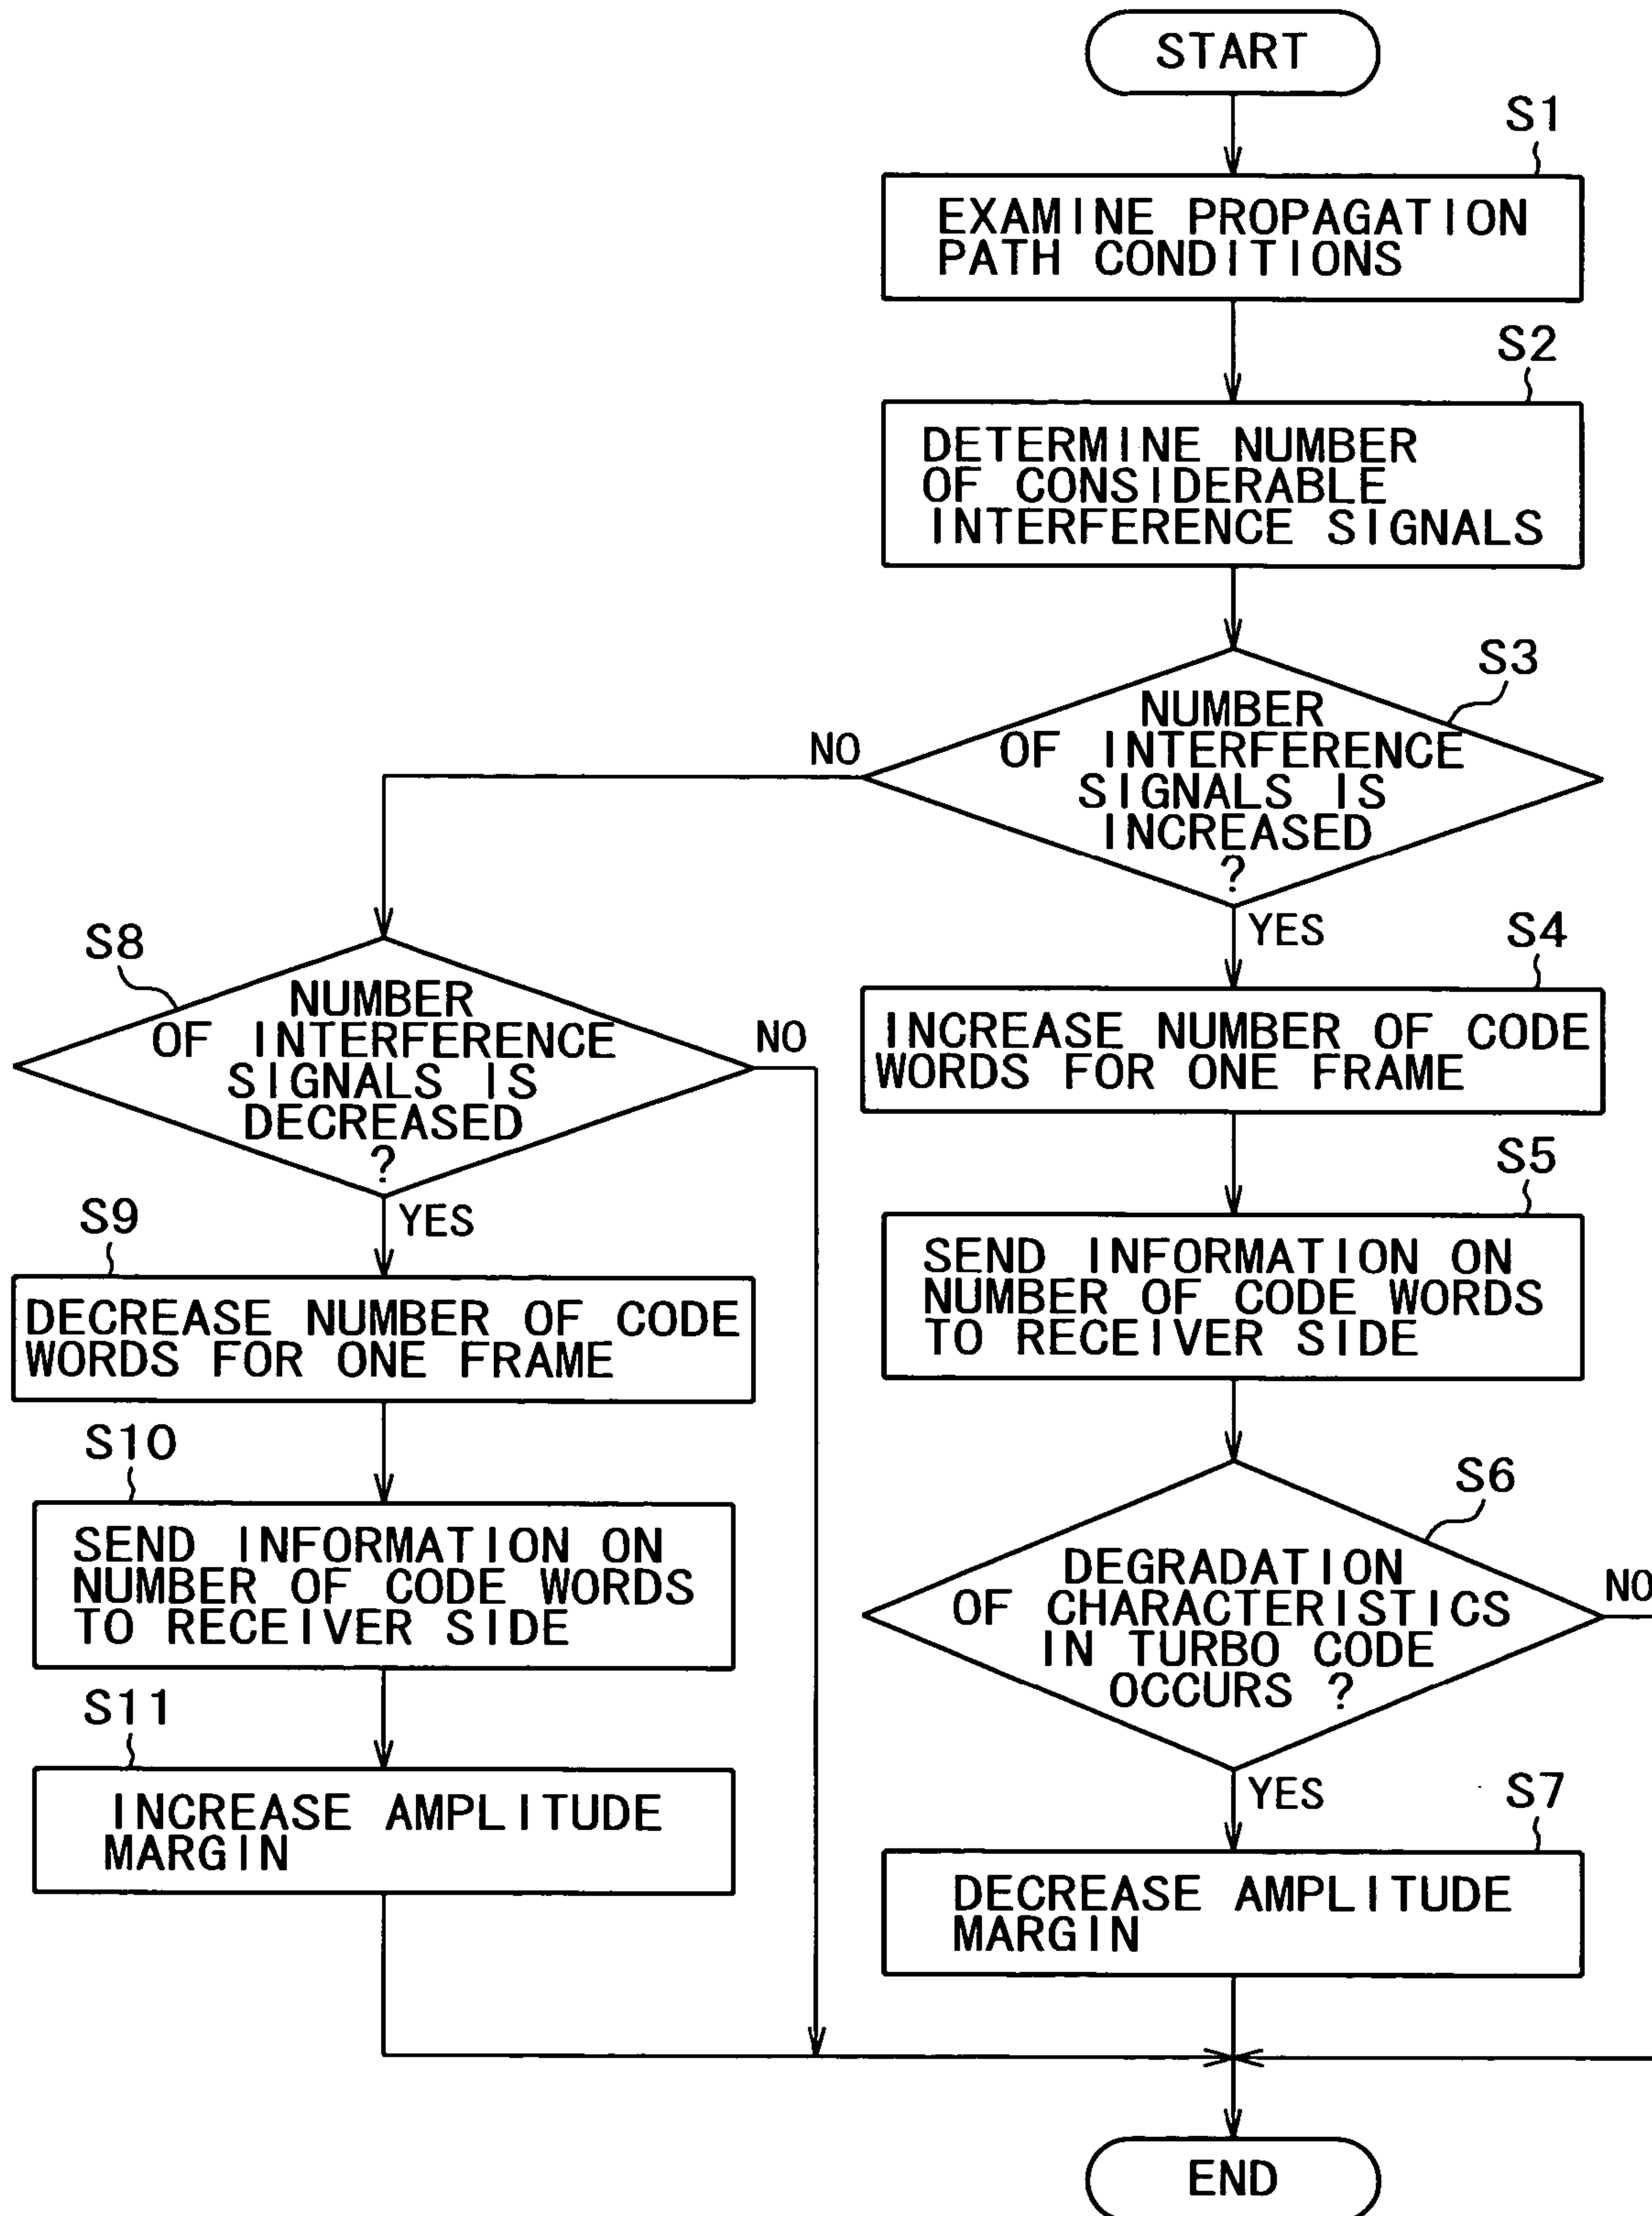 START
S1
EXAMINE PROPAGATION
PATH CONDITIONS
S2
DETERMINE NUMBER
OF CONSIDERABLE
INTERFERENCE SIGNALS
S3
NUMBER
OF INTERFERENCE
SIGNALS IS
INCREASED
?
NO
YES
S4
INCREASE NUMBER OF CODE
WORDS FOR ONE FRAME
S5
SEND INFORMATION ON
NUMBER OF CODE WORDS
TO RECEIVER SIDE
S6
DEGRADATION
OF CHARACTERISTICS
IN TURBO CODE
OCCURS ?
NO
YES
S7
DECREASE AMPLITUDE
MARGIN
S8
NUMBER
OF INTERFERENCE
SIGNALS IS
DECREASED
?
NO
YES
S9
DECREASE NUMBER OF CODE
WORDS FOR ONE FRAME
S10
SEND INFORMATION ON
NUMBER OF CODE WORDS
TO RECEIVER SIDE
S11
INCREASE AMPLITUDE
MARGIN
END